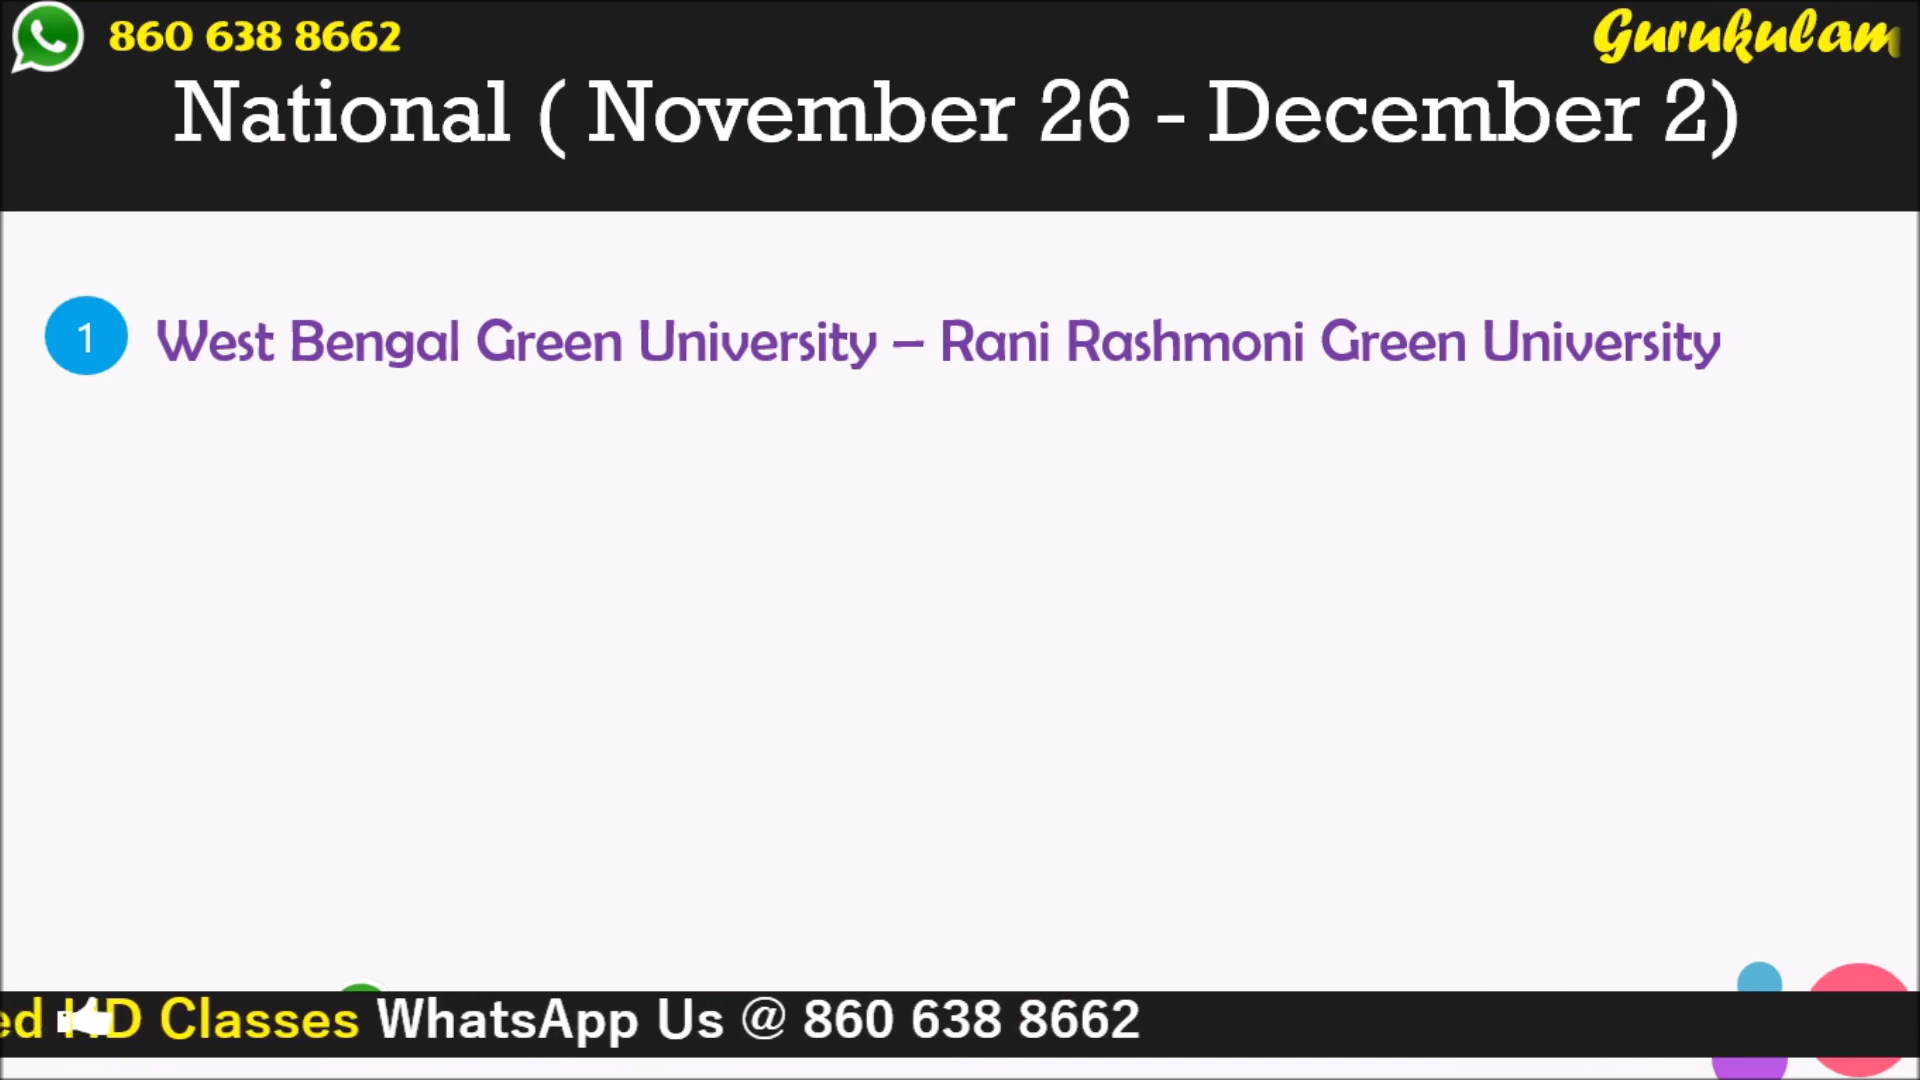 860 638 8662
Gurukulam
National ( November 26 - December 2)
1 West Bengal Green University – Rani Rashmoni Green University
Classes WhatsApp Us @ 860 638 8662